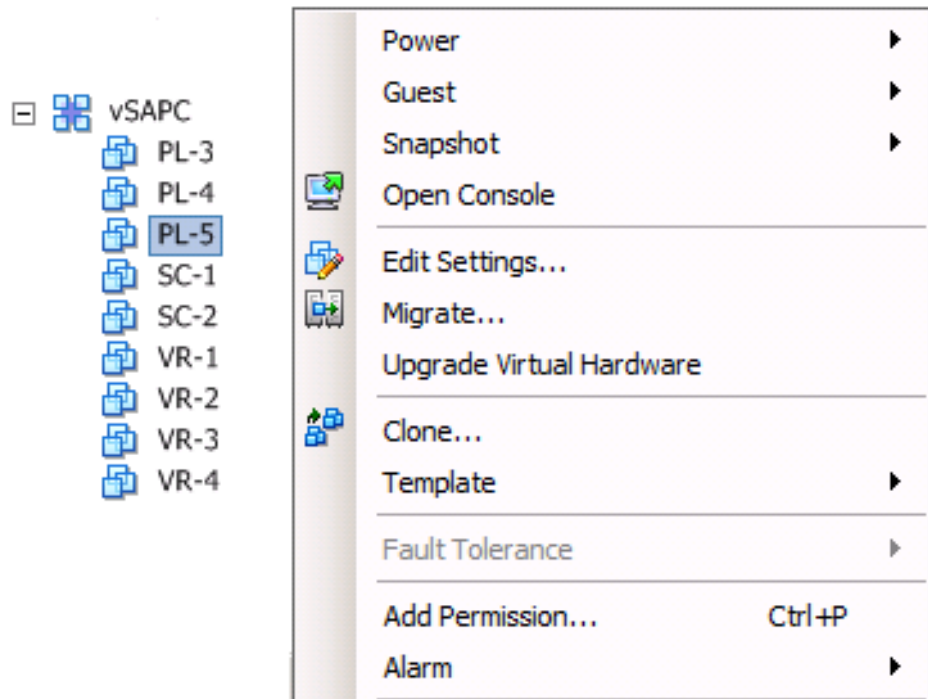 vSAPC
PL-3
PL-4
PL-5
SC-1
SC-2
VR-1
VR-2
VR-3
VR-4
Power
Guest
Snapshot
Open Console
Edit Settings...
Migrate...
Upgrade Virtual Hardware
Clone...
Template
Fault Tolerance
Add Permission... Ctrl+P
Alarm